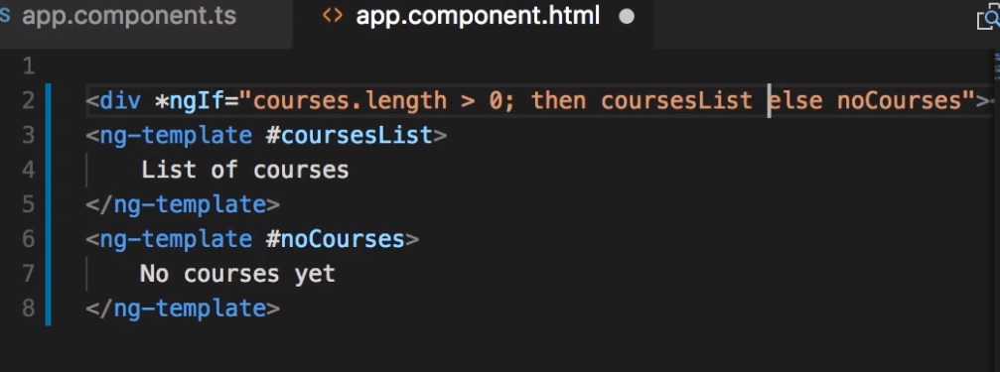 S app.component.ts <> app.component.html
1
2 <div *ngIf="courses.length > 0; then coursesList else noCourses"><
3 <ng-template #coursesList>
4 List of courses
5 </ng-template>
6 <ng-template #noCourses>
7 No courses yet
8 </ng-template>